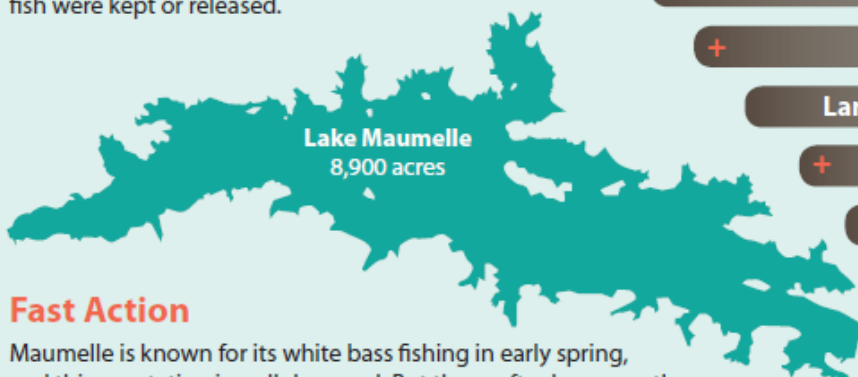 fish were kept or released.
+
Lake Maumelle
8,900 acres
+
Fast Action
Maumelle is known for its white bass fishing in early spring,